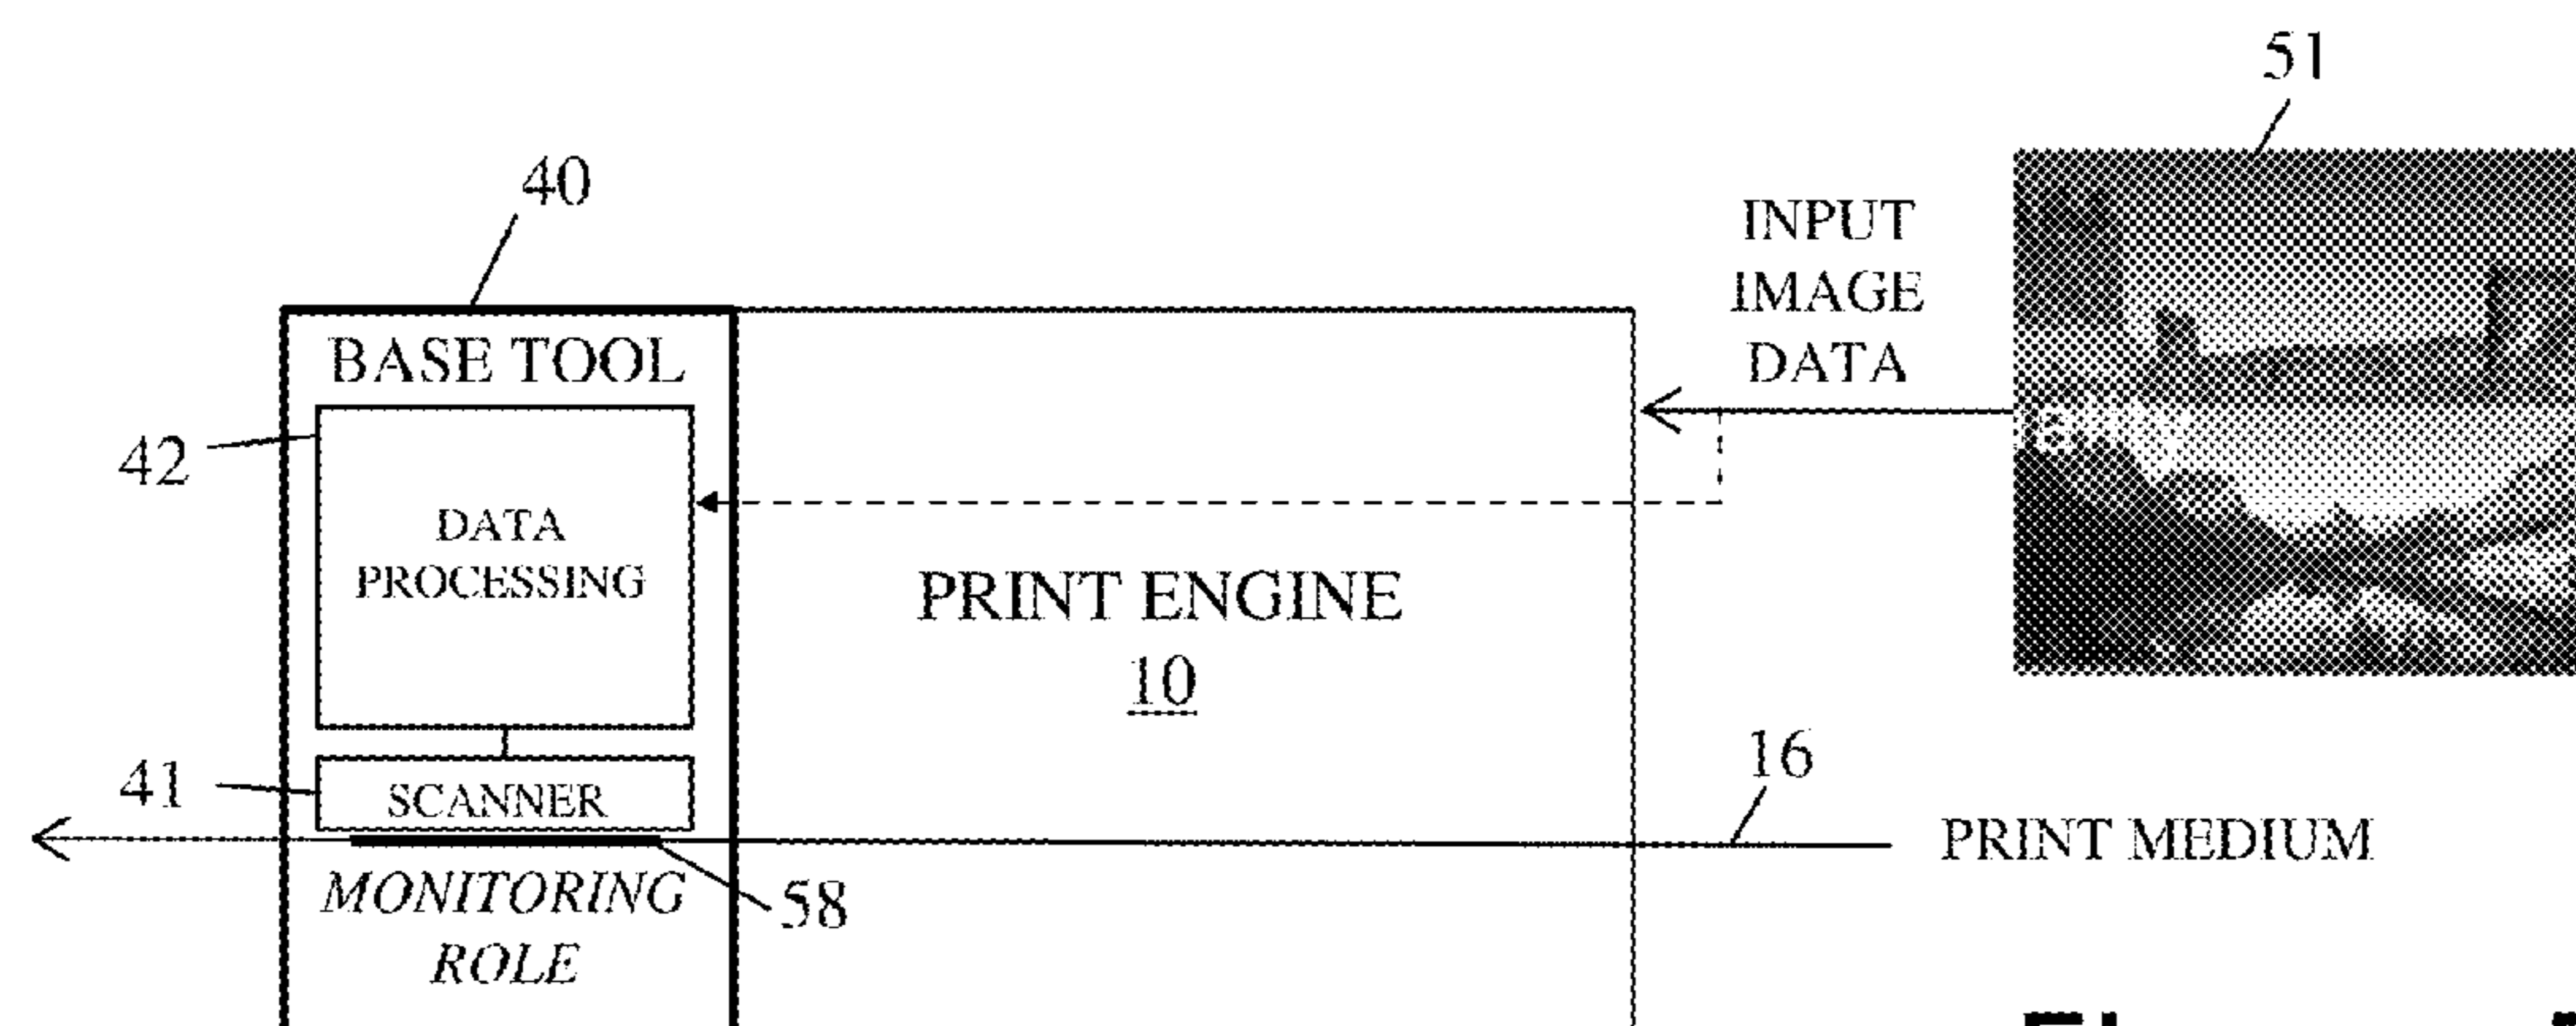 51
40
INPUT
IMAGE
DATA
BASE TOOL
42
DATA
PROCESSING
PRINT ENGINE
10
16
41
SCANNER
PRINT MEDIUM
MONITORING
ROLE
58